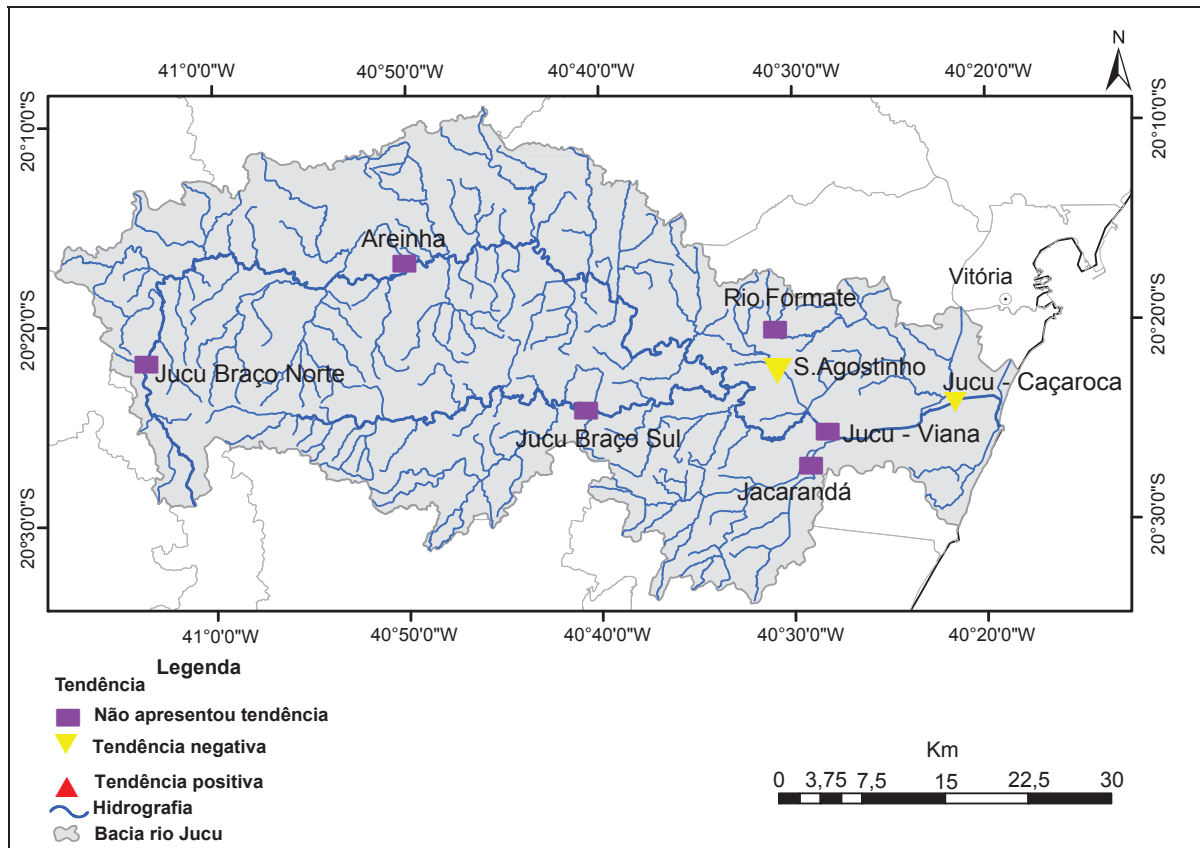 N
41°0'0"W 40°50'0"W 40°40'0"W 40°30'0"W 40°20'0"W
20°10'0"S
20°10'0"S
Areinha
Vitória
Rio Formate
20°20'0"S
20°20'0"S
Jucu Braço Norte
S.Agostinho
Jucu - Caçaroca
Jucu Braço Sul
Jucu - Viana
Jacarandá
20°30'0"S
20°30'0"S
41°0'0"W 40°50'0"W 40°40'0"W 40°30'0"W 40°20'0"W
Legenda
Tendência
Não apresentou tendência
Tendência negativa
Tendência positiva
Hidrografia
Bacia rio Jucu
Km
0 3,75 7,5 15 22,5 30